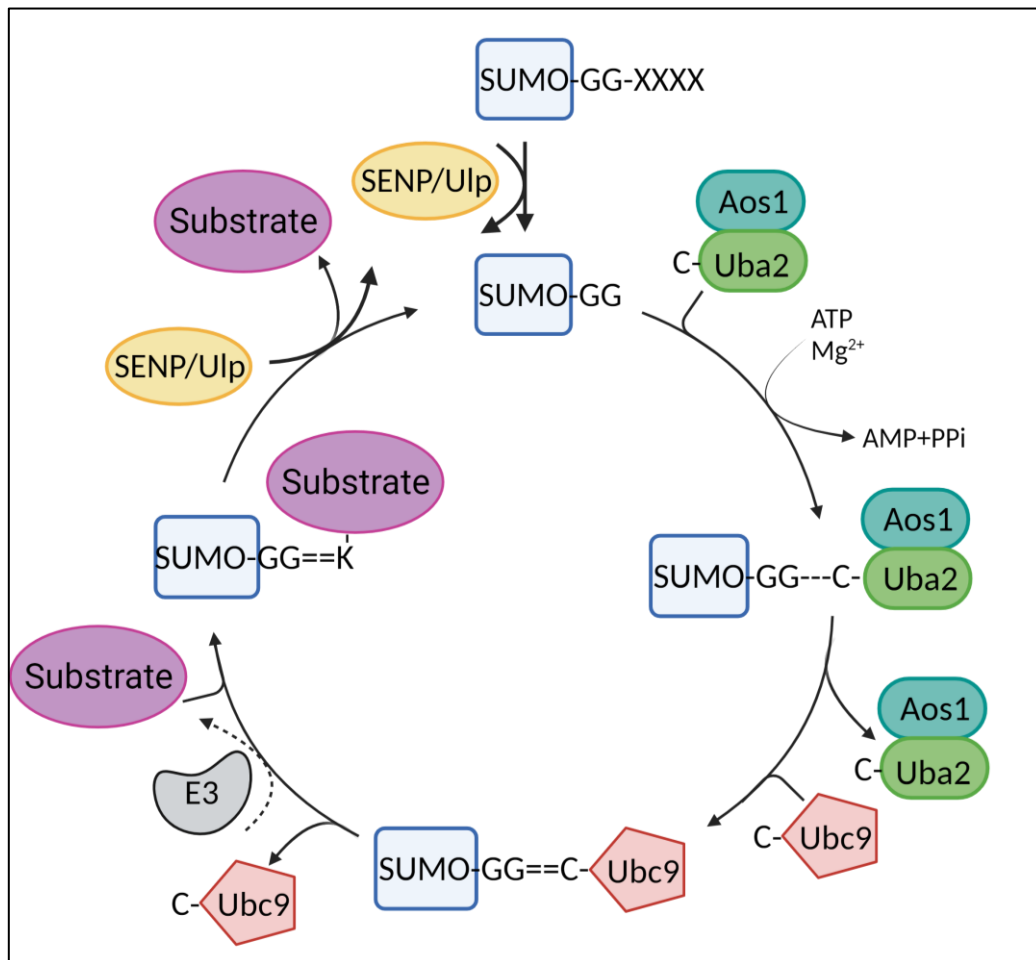 SUMO-GG-XXXX
SENP/Ulp
Substrate
Aos1
C-Uba2
SUMO-GG
ATP
Mg²⁺
SENP/Ulp
AMP+PPi
Substrate
SUMO-GG==K
Aos1
SUMO-GG---C-Uba2
Substrate
Aos1
C-Uba2
E3
C-Ubc9
SUMO-GG==C-Ubc9
C-Ubc9